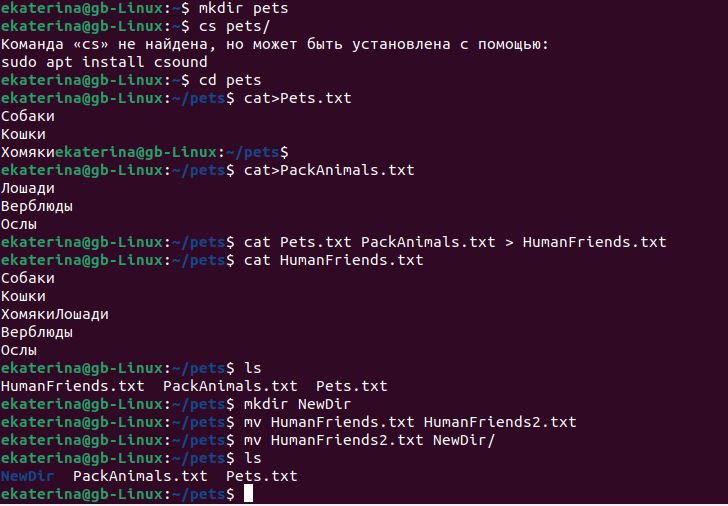 ekaterina@gb-Linux:~$ mkdir pets
ekaterina@gb-Linux:~$ cs pets/
Команда «cs» не найдена, но может быть установлена с помощью:
sudo apt install csound
ekaterina@gb-Linux:~$ cd pets
ekaterina@gb-Linux:~/pets$ cat>Pets.txt
Собаки
Кошки
Хомякиekaterina@gb-Linux:~/pets$
ekaterina@gb-Linux:~/pets$ cat>PackAnimals.txt
Лошади
Верблюды
Ослы
ekaterina@gb-Linux:~/pets$ cat Pets.txt PackAnimals.txt > HumanFriends.txt
ekaterina@gb-Linux:~/pets$ cat HumanFriends.txt
Собаки
Кошки
ХомякиЛошади
Верблюды
Ослы
ekaterina@gb-Linux:~/pets$ ls
HumanFriends.txt  PackAnimals.txt  Pets.txt
ekaterina@gb-Linux:~/pets$ mkdir NewDir
ekaterina@gb-Linux:~/pets$ mv HumanFriends.txt HumanFriends2.txt
ekaterina@gb-Linux:~/pets$ mv HumanFriends2.txt NewDir/
ekaterina@gb-Linux:~/pets$ ls
NewDir  PackAnimals.txt  Pets.txt
ekaterina@gb-Linux:~/pets$